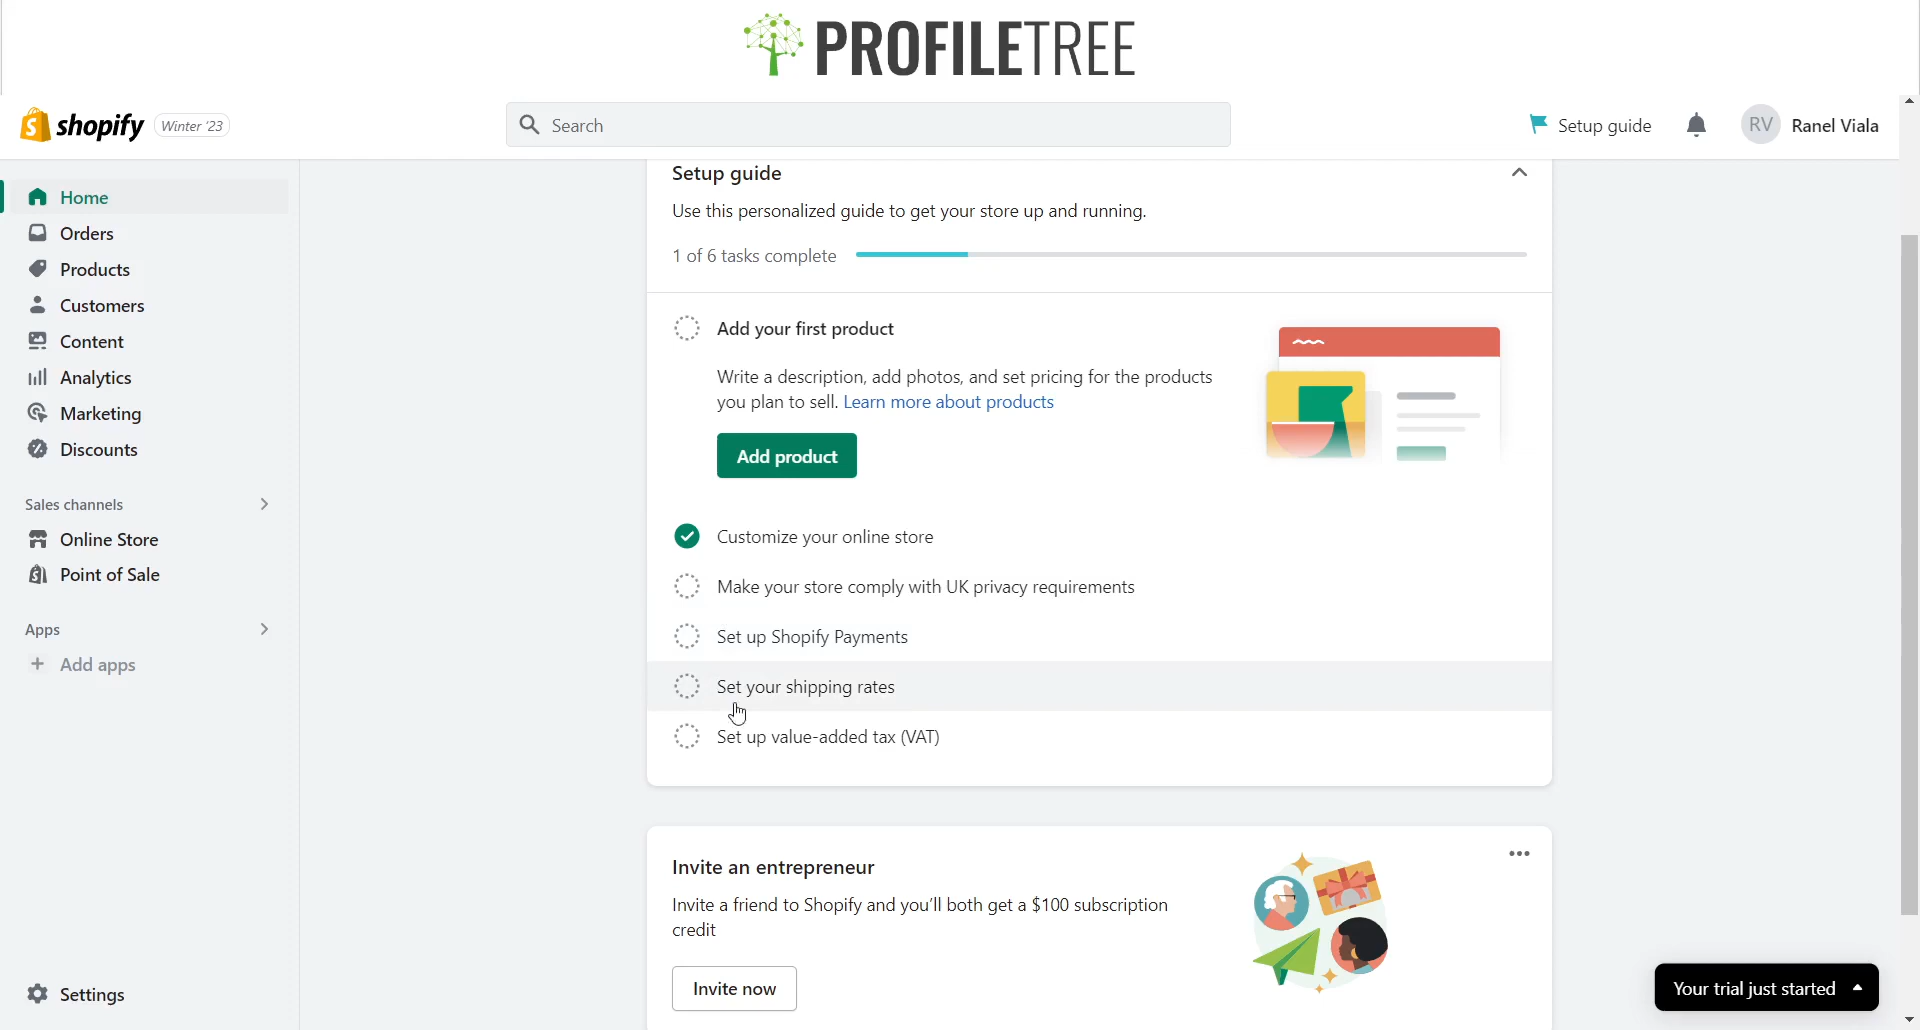 PROFILETREE
shopify Winter '23
Search
Setup guide
RV Ranel Viala
Home
Orders
Products
Customers
Content
Analytics
Marketing
Discounts
Sales channels
Online Store
Point of Sale
Apps
Add apps
Settings
Setup guide
Use this personalized guide to get your store up and running.
1 of 6 tasks complete
Add your first product
Write a description, add photos, and set pricing for the products
you plan to sell. Learn more about products
Add product
Customize your online store
Make your store comply with UK privacy requirements
Set up Shopify Payments
Set your shipping rates
Set up value-added tax (VAT)
Invite an entrepreneur
Invite a friend to Shopify and you'll both get a $100 subscription
credit
Invite now
Your trial just started